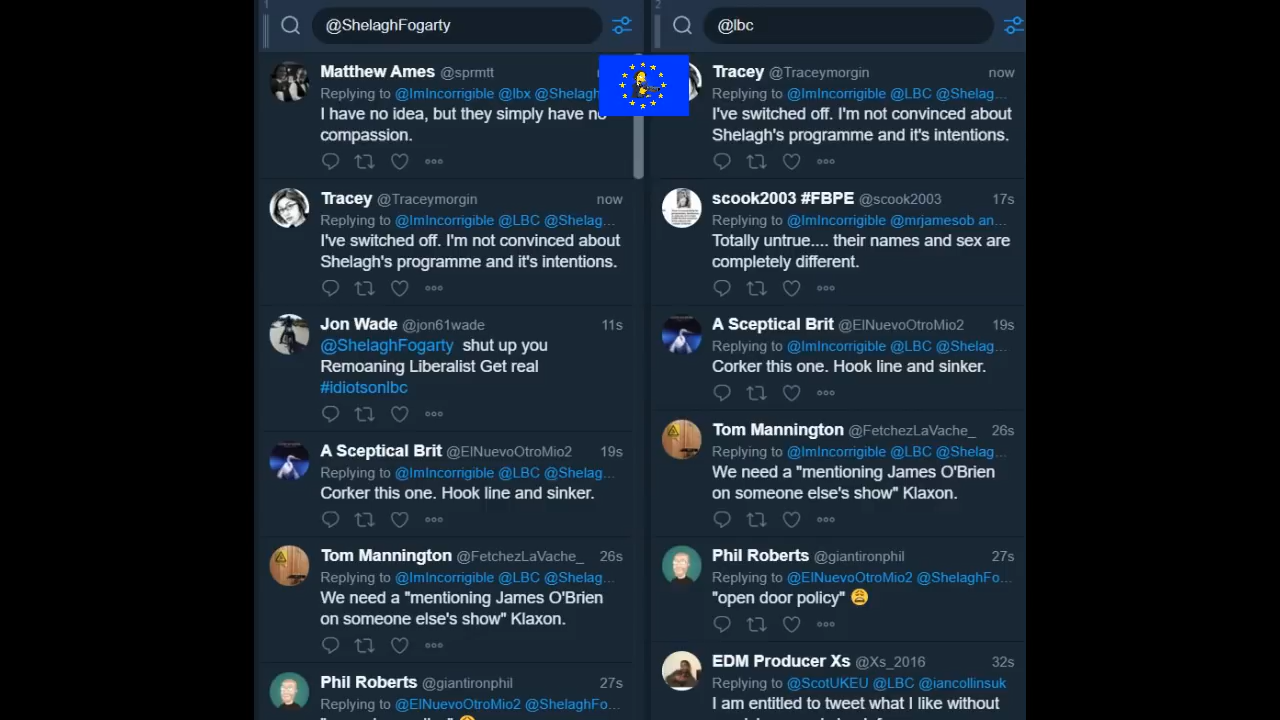 1
@ShelaghFogarty
Matthew Ames @sprmtt
Replying to @ImIncorrigible @lbx @Shelagh
I have no idea, but they simply have no
compassion.
Tracey @Traceymorgin now
Replying to @ImIncorrigible @LBC @Shelag...
I've switched off. I'm not convinced about
Shelagh's programme and it's intentions.
Jon Wade @jon61wade 11s
@ShelaghFogarty shut up you
Remoaning Liberalist Get real
#idiotsonlbc
A Sceptical Brit @ElNuevoOtroMio2 19s
Replying to @ImIncorrigible @LBC @Shelag...
Corker this one. Hook line and sinker.
Tom Mannington @FetchezLaVache_ 26s
Replying to @ImIncorrigible @LBC @Shelag...
We need a "mentioning James O'Brien
on someone else's show" Klaxon.
Phil Roberts @giantironphil 27s
Replying to @ElNuevoOtroMio2 @ShelaghFo...
2
@lbc
Tracey @Traceymorgin now
Replying to @ImIncorrigible @LBC @Shelag...
I've switched off. I'm not convinced about
Shelagh's programme and it's intentions.
scook2003 #FBPE @scook2003 17s
Replying to @ImIncorrigible @mrjamesob an...
Totally untrue.... their names and sex are
completely different.
A Sceptical Brit @ElNuevoOtroMio2 19s
Replying to @ImIncorrigible @LBC @Shelag...
Corker this one. Hook line and sinker.
Tom Mannington @FetchezLaVache_ 26s
Replying to @ImIncorrigible @LBC @Shelag...
We need a "mentioning James O'Brien
on someone else's show" Klaxon.
Phil Roberts @giantironphil 27s
Replying to @ElNuevoOtroMio2 @ShelaghFo...
"open door policy" 😩
EDM Producer Xs @Xs_2016 32s
Replying to @ScotUKEU @LBC @iancollinsuk
I am entitled to tweet what I like without